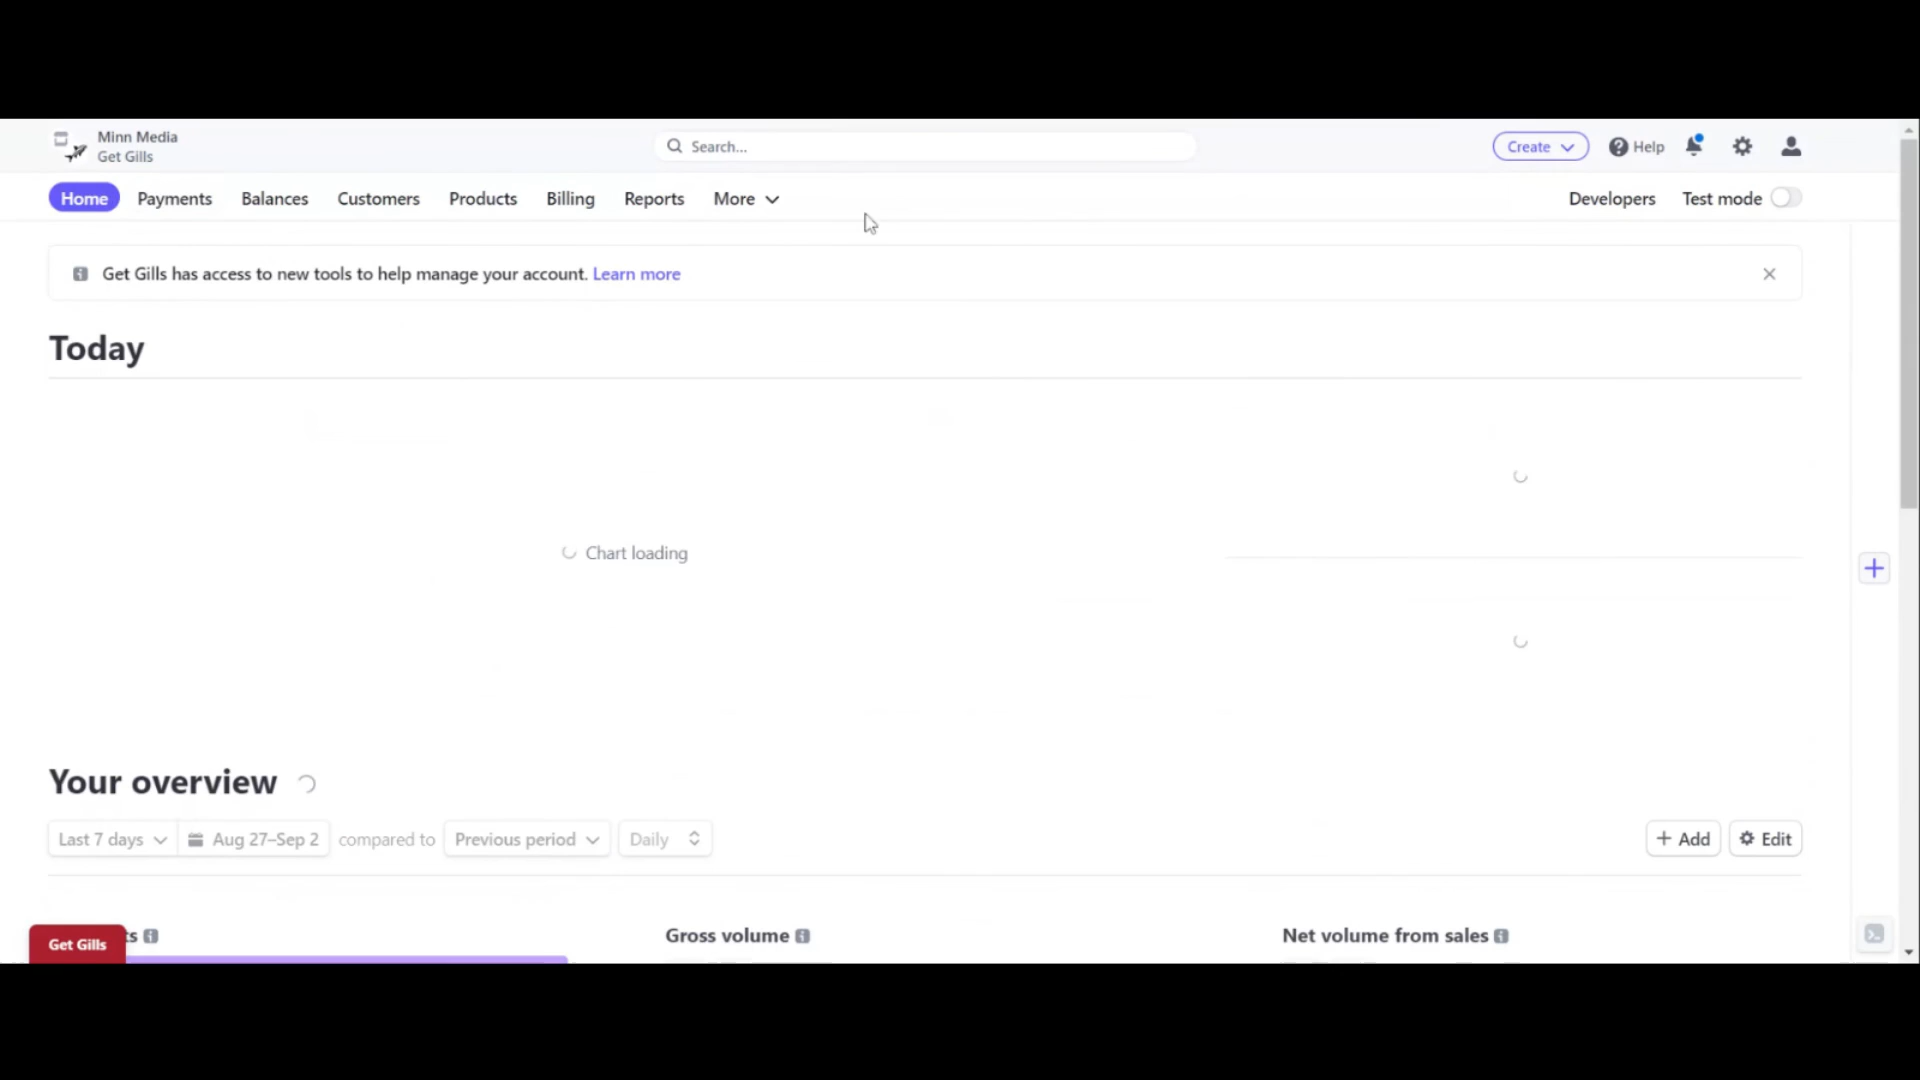 Minn Media
Get Gills
Search...
Create
Help
Home
Payments
Balances
Customers
Products
Billing
Reports
More
Developers
Test mode
Get Gills has access to new tools to help manage your account. Learn more
Today
Chart loading
Your overview
Last 7 days
Aug 27–Sep 2
compared to
Previous period
Daily
+ Add
Edit
Get Gills
ts
Gross volume
Net volume from sales